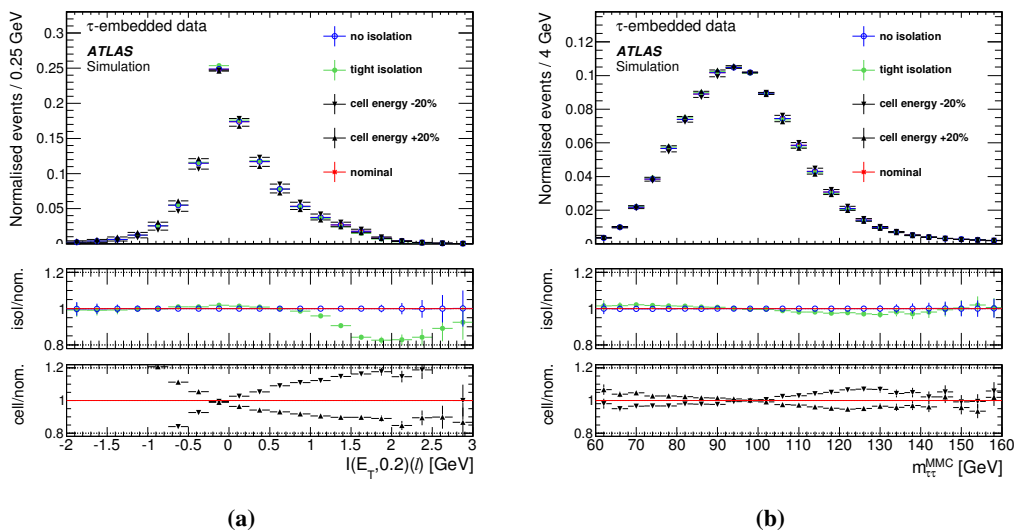 τ-embedded data
ATLAS
Simulation
no isolation
tight isolation
cell energy -20%
cell energy +20%
nominal
Normalised events / 0.25 GeV
0.3
0.25
0.2
0.15
0.1
0.05
0
isol/nom.
1.2
1
0.8
cell/nom.
1.2
1
0.8
-2 -1.5 -1 -0.5 0 0.5 1 1.5 2 2.5 3
I(E_T,0.2)(l) [GeV]
(a)
τ-embedded data
ATLAS
Simulation
no isolation
tight isolation
cell energy -20%
cell energy +20%
nominal
Normalised events / 4 GeV
0.12
0.1
0.08
0.06
0.04
0.02
0
isol/nom.
1.2
1
0.8
cell/nom.
1.2
1
0.8
60 70 80 90 100 110 120 130 140 150 160
m_ττ^MMC [GeV]
(b)